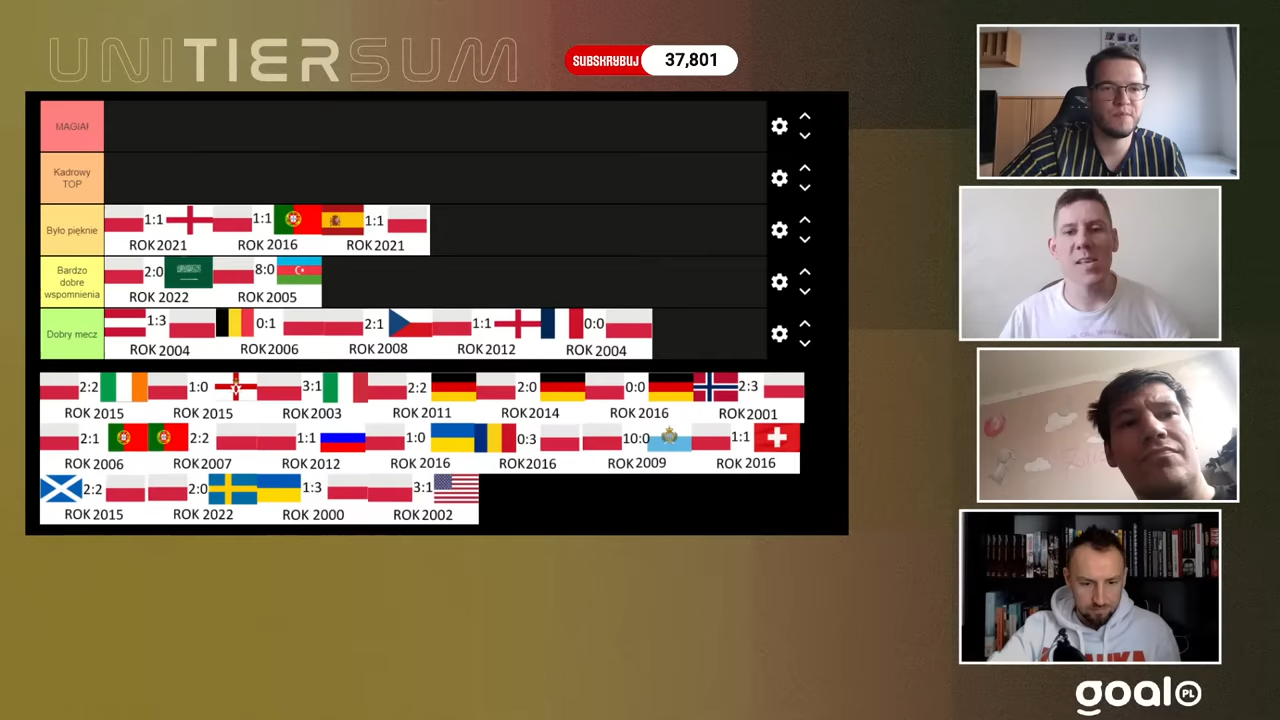 UNITIERSUM
SUBSKRYBUJ 37,801
MAGIA!
Kadrowy
TOP
Było pięknie
1:1 1:1 1:1
ROK 2021 ROK 2016 ROK 2021
Bardzo
dobre
wspomnienia
2:0 8:0
ROK 2022 ROK 2005
Dobry mecz
1:3 0:1 2:1 1:1 0:0
ROK 2004 ROK 2006 ROK 2008 ROK 2012 ROK 2004
2:2 1:0 3:1 2:2 2:0 0:0 2:3
ROK 2015 ROK 2015 ROK 2003 ROK 2011 ROK 2014 ROK 2016 ROK 2001
2:1 2:2 1:1 1:0 0:3 10:0 1:1
ROK 2006 ROK 2007 ROK 2012 ROK 2016 ROK 2016 ROK 2009 ROK 2016
2:2 2:0 1:3 3:1
ROK 2015 ROK 2022 ROK 2000 ROK 2002
goal PL